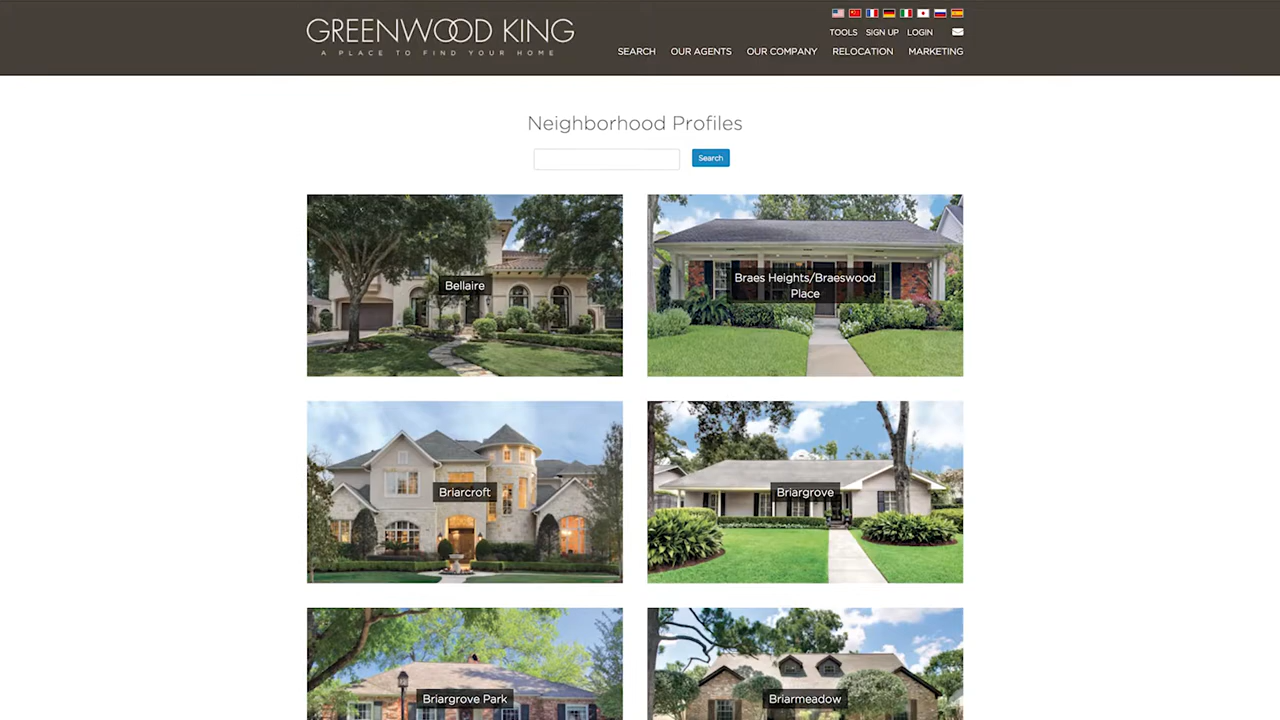 GREENWOOD KING
A PLACE TO FIND YOUR HOME
TOOLS SIGN UP LOGIN
SEARCH OUR AGENTS OUR COMPANY RELOCATION MARKETING
Neighborhood Profiles
Search
Bellaire
Braes Heights/Braeswood
Place
Briarcroft
Briargrove
Briargrove Park
Briarmeadow